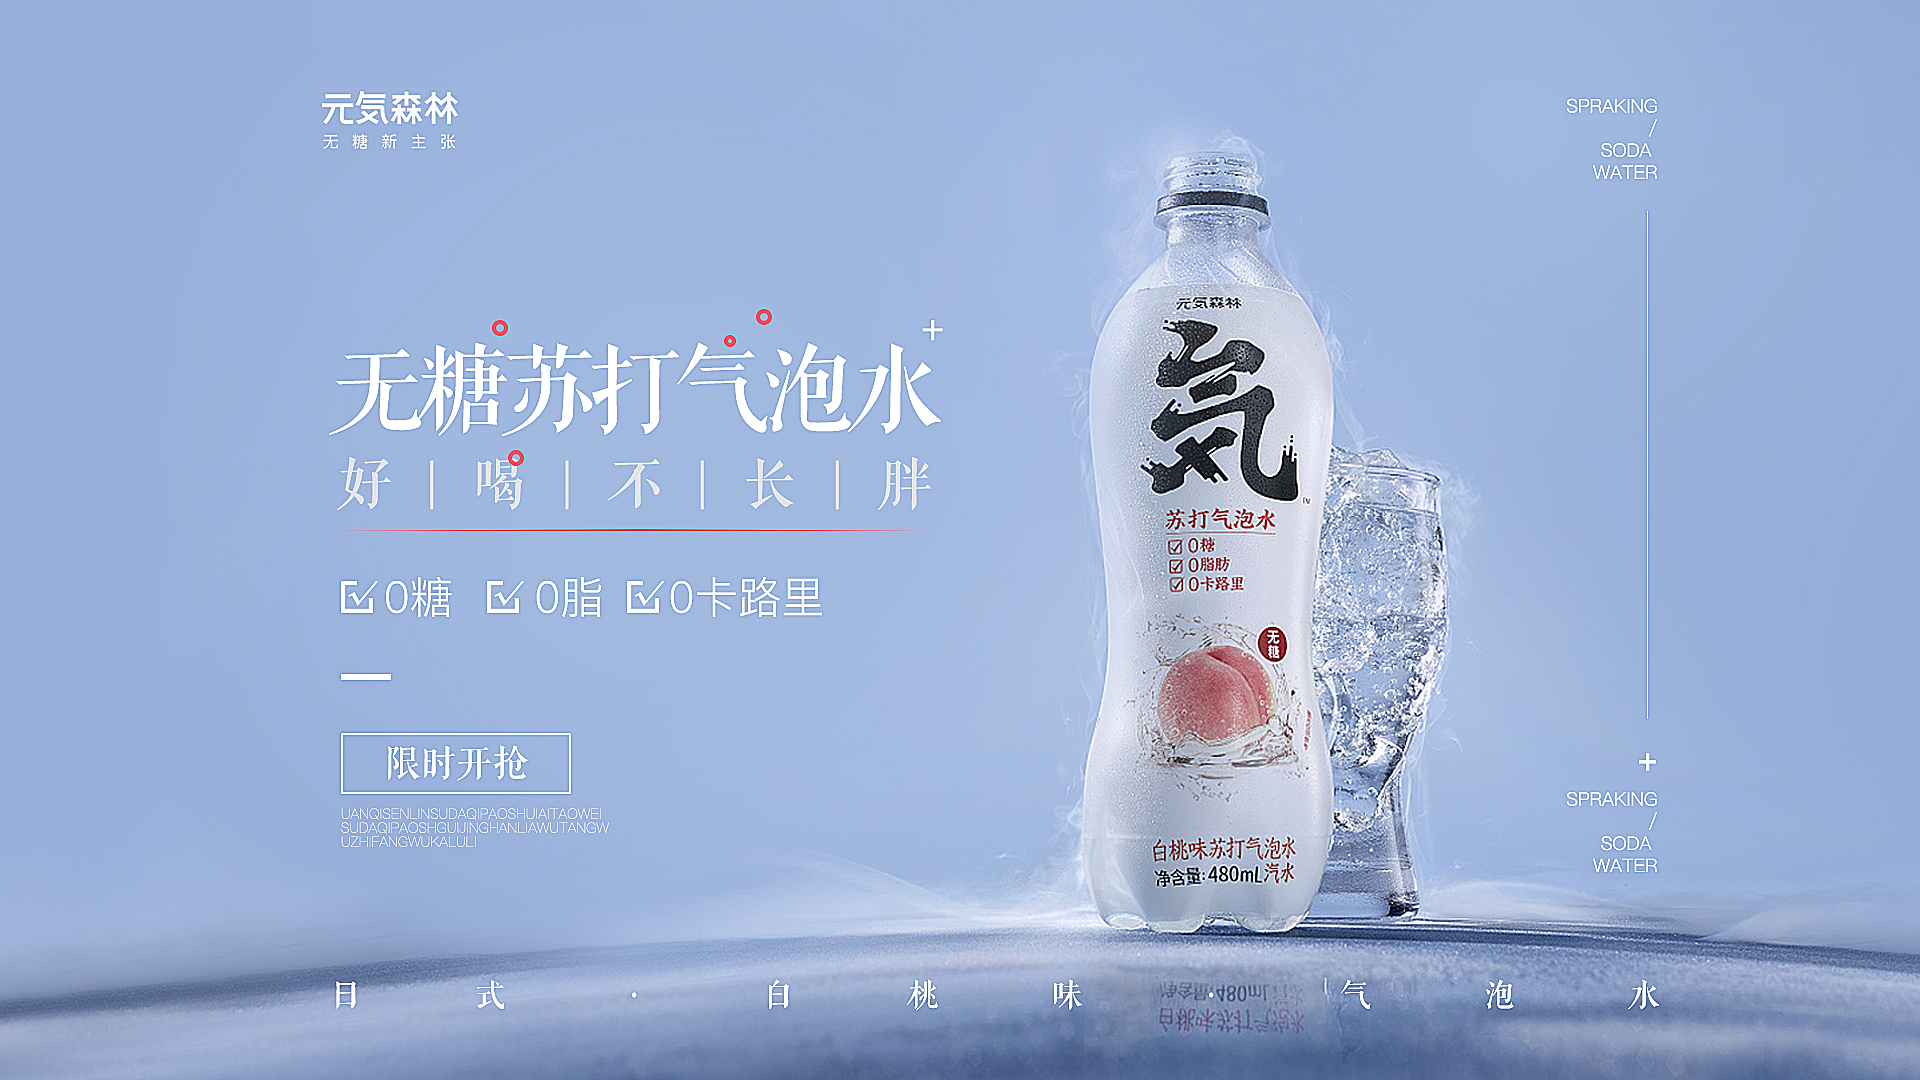 元気森林
无糖新主张
SPRAKING
/
SODA
WATER
无糖苏打气泡水
好|喝|不|长|胖
0糖 0脂 0卡路里
限时开抢
UANQISENLINSUDAQIPAOSHUIAITAOWEI
SUDAQIPAOSHGUIJINGHANLIAWUTANGW
UZHIFANGWUKALULI
元気森林
気
TM
苏打气泡水
0糖
0脂肪
0卡路里
无糖
白桃味苏打气泡水
净含量:480mL汽水
+
SPRAKING
/
SODA
WATER
日式·白桃味·气泡水